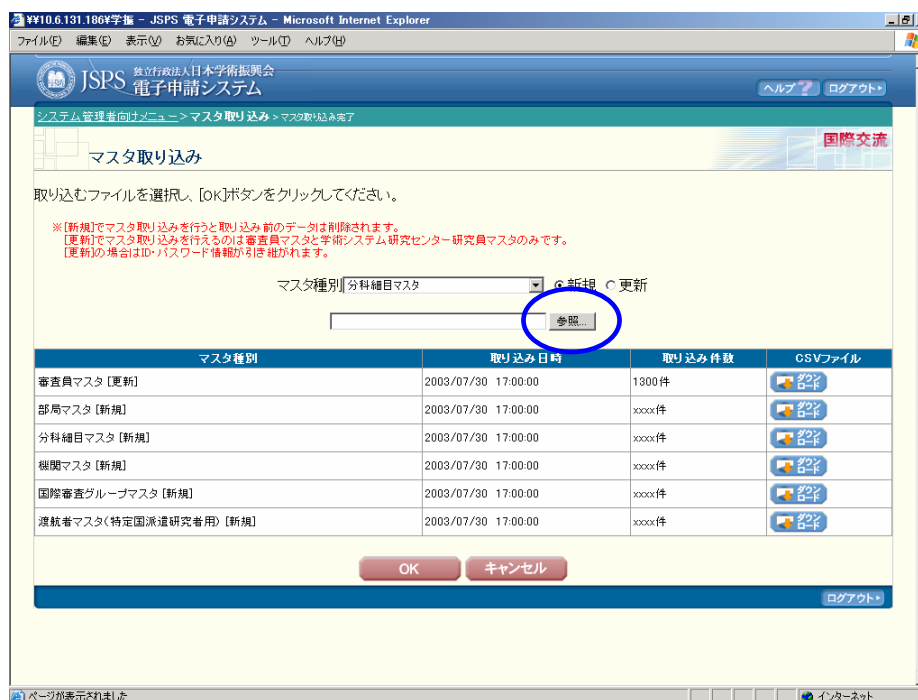 ¥¥10.6.131.186¥学振 - JSPS 電子申請システム - Microsoft Internet Explorer
ファイル(F) 編集(E) 表示(V) お気に入り(A) ツール(T) ヘルプ(H)
JSPS 独立行政法人日本学術振興会
電子申請システム
ヘルプ? ログアウト
システム管理者向けメニュー>マスタ取り込み>マスタ取り込み完了
国際交流
マスタ取り込み
取り込むファイルを選択し、[OK]ボタンをクリックしてください。
※[新規]でマスタ取り込みを行うと取り込み前のデータは削除されます。
[更新]でマスタ取り込みを行えるのは審査員マスタと学術システム研究センター研究員マスタのみです。
[更新]の場合はID・パスワード情報が引き継がれます。
マスタ種別 分科細目マスタ 新規 更新
参照...
マスタ種別 取り込み日時 取り込み件数 CSVファイル
審査員マスタ [更新] 2003/07/30 17:00:00 1300件 ダウンロード
部局マスタ [新規] 2003/07/30 17:00:00 xxxx件 ダウンロード
分科細目マスタ [新規] 2003/07/30 17:00:00 xxxx件 ダウンロード
機関マスタ [新規] 2003/07/30 17:00:00 xxxx件 ダウンロード
国際審査グループマスタ [新規] 2003/07/30 17:00:00 xxxx件 ダウンロード
渡航者マスタ(特定国派遣研究者用) [新規] 2003/07/30 17:00:00 xxxx件 ダウンロード
OK キャンセル
ログアウト
ページが表示されました インターネット